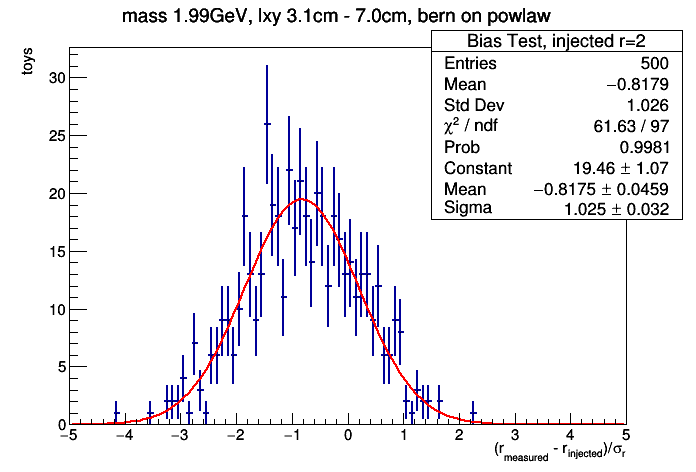 mass 1.99GeV, lxy 3.1cm - 7.0cm, bern on powlaw
Bias Test, injected r=2
Entries 500
Mean −0.8179
Std Dev 1.026
χ² / ndf 61.63 / 97
Prob 0.9981
Constant 19.46 ± 1.07
Mean −0.8175 ± 0.0459
Sigma 1.025 ± 0.032
toys
30
25
20
15
10
5
0
−5 −4 −3 −2 −1 0 1 2 3 4 5
(r_measured - r_injected)/σ_r